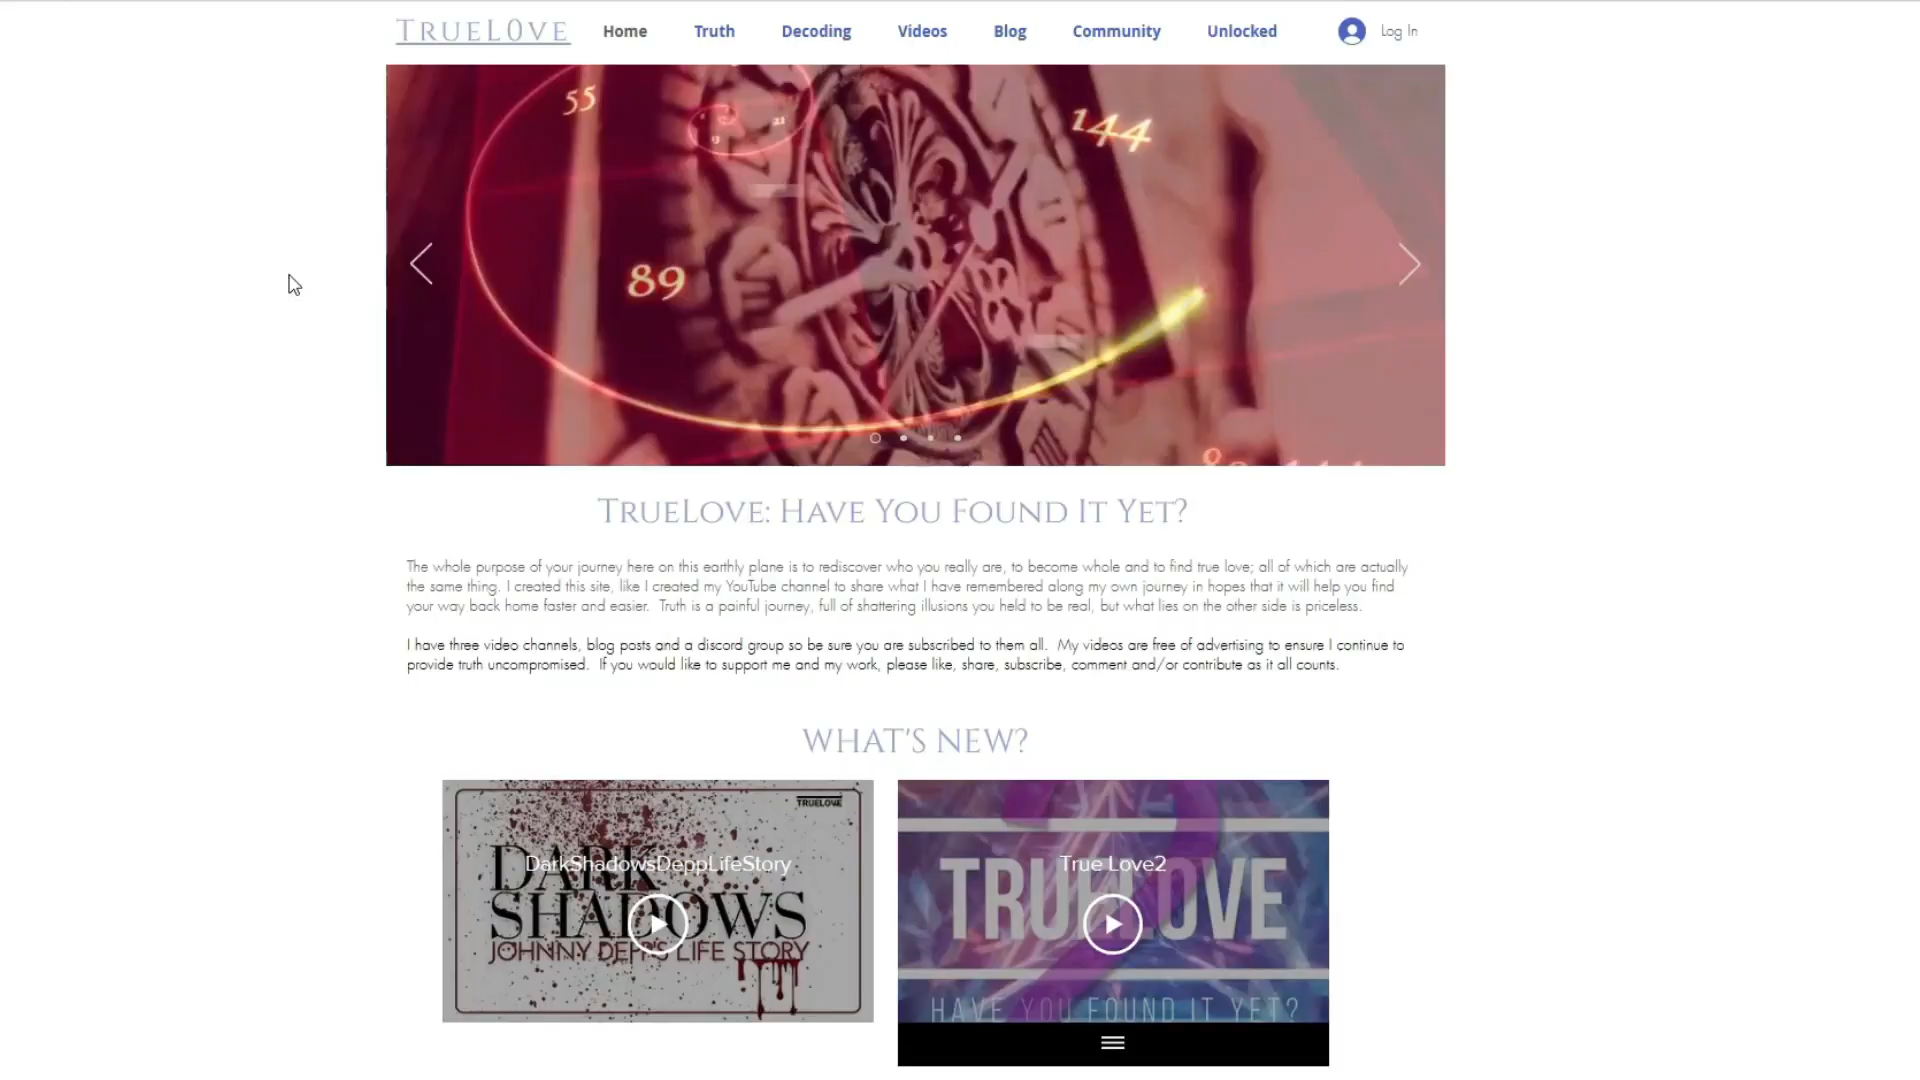 TRUEL0VE
Home Truth Decoding Videos Blog Community Unlocked Log In
55
21
13
144
89
TRUELOVE: HAVE YOU FOUND IT YET?
The whole purpose of your journey here on this earthly plane is to rediscover who you really are, to become whole and to find true love; all of which are actually
the same thing. I created this site, like I created my YouTube channel to share what I have remembered along my own journey in hopes that it will help you find
your way back home faster and easier. Truth is a painful journey, full of shattering illusions you held to be real, but what lies on the other side is priceless.
I have three video channels, blog posts and a discord group so be sure you are subscribed to them all. My videos are free of advertising to ensure I continue to
provide truth uncompromised. If you would like to support me and my work, please like, share, subscribe, comment and/or contribute as it all counts.
WHAT'S NEW?
TRUELOVE
DarkShadowsDeppLifeStory
DARK
SHADOWS
JOHNNY DEPP'S LIFE STORY
True Love2
TRUELOVE
HAVE YOU FOUND IT YET?